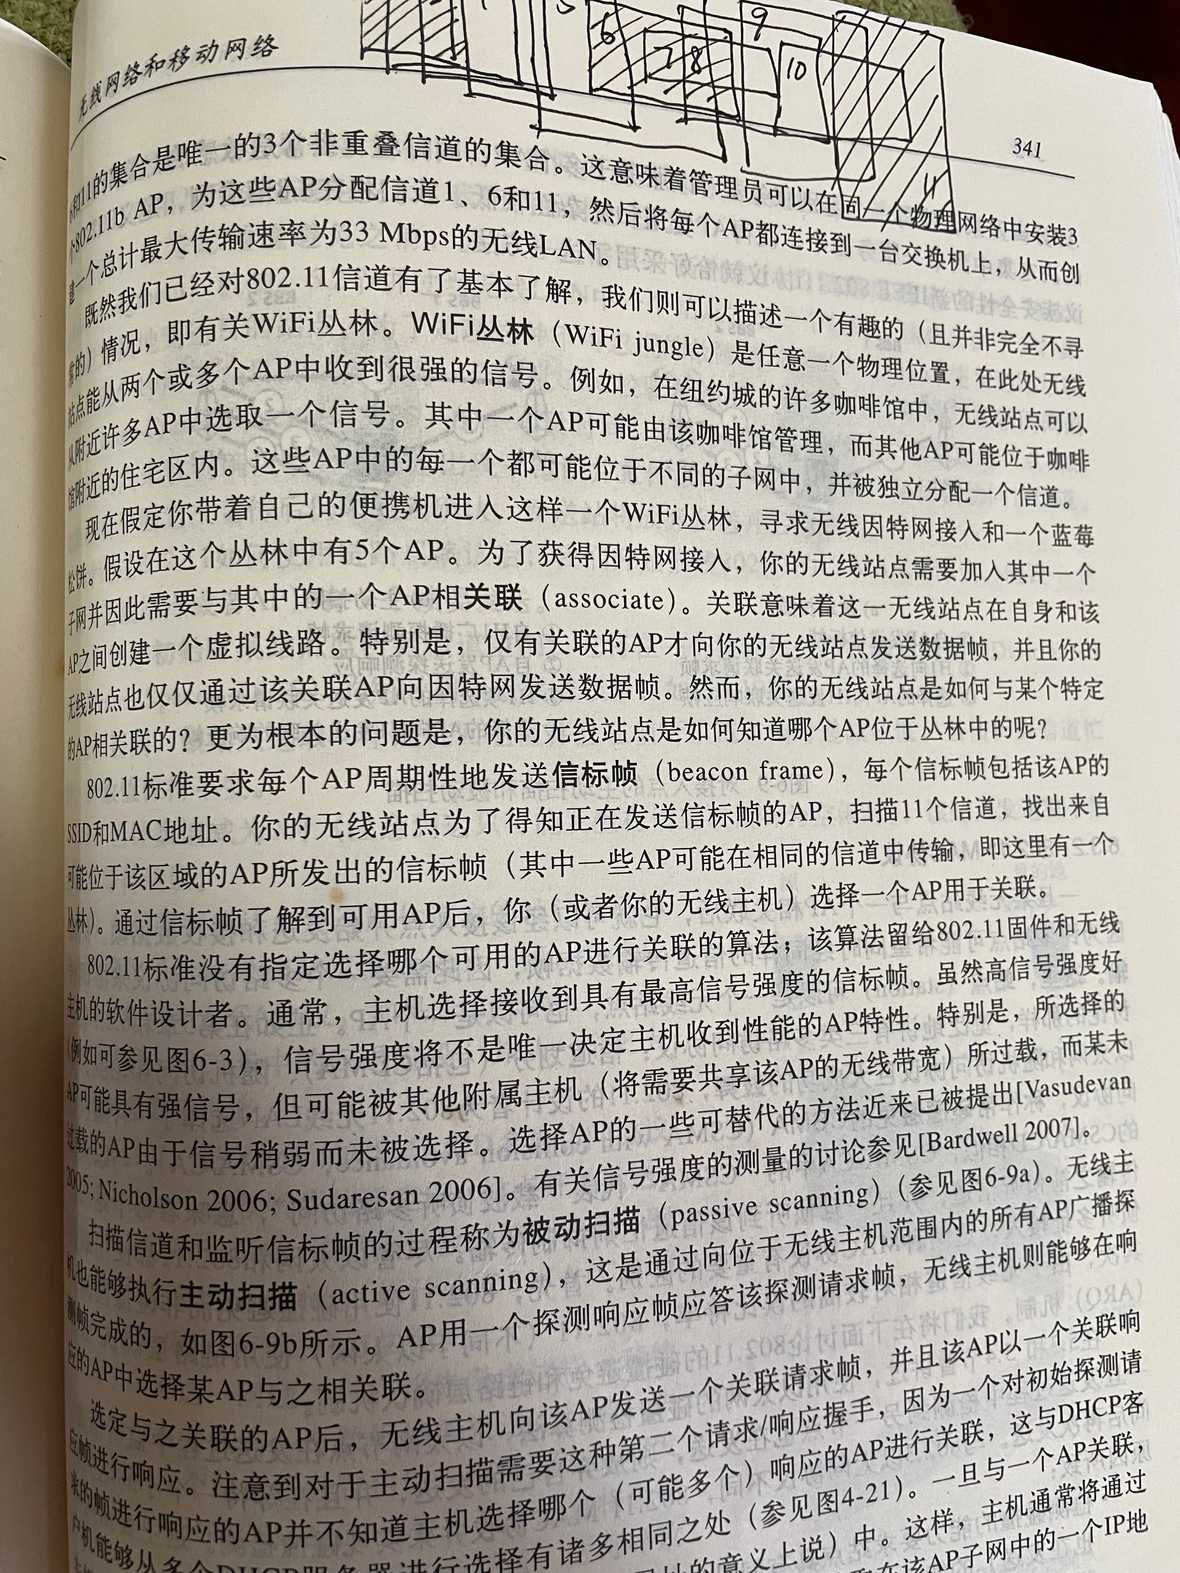 6 7 8 9 10 11
无线网络和移动网络
341
6和11的集合是唯一的3个非重叠信道的集合。这意味着管理员可以在同一个物理网络中安装3
个802.11b AP，为这些AP分配信道1、6和11，然后将每个AP都连接到一台交换机上，从而创
建一个总计最大传输速率为33 Mbps的无线LAN。
既然我们已经对802.11信道有了基本了解，我们则可以描述一个有趣的（且并非完全不寻
常的）情况，即有关WiFi丛林。WiFi丛林（WiFi jungle）是任意一个物理位置，在此处无线
站点能从两个或多个AP中收到很强的信号。例如，在纽约城的许多咖啡馆中，无线站点可以
从附近许多AP中选取一个信号。其中一个AP可能由该咖啡馆管理，而其他AP可能位于咖啡
馆附近的住宅区内。这些AP中的每一个都可能位于不同的子网中，并被独立分配一个信道。
现在假定你带着自己的便携机进入这样一个WiFi丛林，寻求无线因特网接入和一个蓝莓
松饼。假设在这个丛林中有5个AP。为了获得因特网接入，你的无线站点需要加入其中一个
子网并因此需要与其中的一个AP相关联（associate）。关联意味着这一无线站点在自身和该
AP之间创建一个虚拟线路。特别是，仅有关联的AP才向你的无线站点发送数据帧，并且你的
无线站点也仅仅通过该关联AP向因特网发送数据帧。然而，你的无线站点是如何与某个特定
的AP相关联的？更为根本的问题是，你的无线站点是如何知道哪个AP位于丛林中的呢？
802.11标准要求每个AP周期性地发送信标帧（beacon frame），每个信标帧包括该AP的
SSID和MAC地址。你的无线站点为了得知正在发送信标帧的AP，扫描11个信道，找出来自
可能位于该区域的AP所发出的信标帧（其中一些AP可能在相同的信道中传输，即这里有一个
丛林）。通过信标帧了解到可用AP后，你（或者你的无线主机）选择一个AP用于关联。
802.11标准没有指定选择哪个可用的AP进行关联的算法；该算法留给802.11固件和无线
主机的软件设计者。通常，主机选择接收到具有最高信号强度的信标帧。虽然高信号强度好
（例如可参见图6-3），信号强度将不是唯一决定主机收到性能的AP特性。特别是，所选择的
AP可能具有强信号，但可能被其他附属主机（将需要共享该AP的无线带宽）所过载，而某未
过载的AP由于信号稍弱而未被选择。选择AP的一些可替代的方法近来已被提出[Vasudevan
2005; Nicholson 2006; Sudaresan 2006]。有关信号强度的测量的讨论参见[Bardwell 2007]。
扫描信道和监听信标帧的过程称为被动扫描（passive scanning）（参见图6-9a）。无线主
机也能够执行主动扫描（active scanning），这是通过向位于无线主机范围内的所有AP广播探
测帧完成的，如图6-9b所示。AP用一个探测响应帧应答该探测请求帧，无线主机则能够在响
应的AP中选择某AP与之相关联。
选定与之关联的AP后，无线主机向该AP发送一个关联请求帧，并且该AP以一个关联响
应帧进行响应。注意到对于主动扫描需要这种第二个请求/响应握手，因为一个对初始探测请
求的帧进行响应的AP并不知道主机选择哪个（可能多个）响应的AP进行关联，这与DHCP客
户机能够从多个DHCP服务器进行选择有诸多相同之处（参见图4-21）。一旦与一个AP关联，
的意义上说）中。这样，主机通常将通过
在该AP子网中的一个IP地